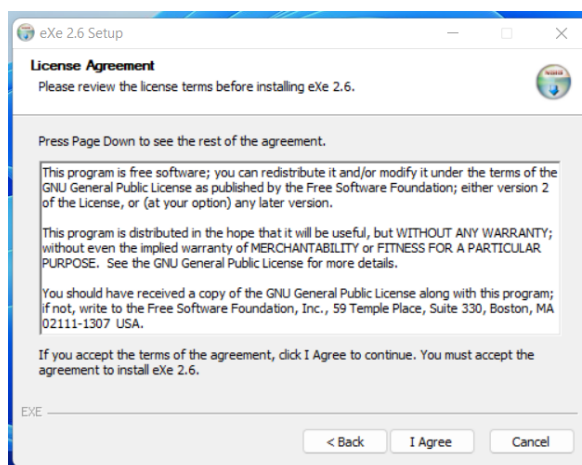 eXe 2.6 Setup
License Agreement
Please review the license terms before installing eXe 2.6.
Press Page Down to see the rest of the agreement.
This program is free software; you can redistribute it and/or modify it under the terms of the
GNU General Public License as published by the Free Software Foundation; either version 2
of the License, or (at your option) any later version.
This program is distributed in the hope that it will be useful, but WITHOUT ANY WARRANTY;
without even the implied warranty of MERCHANTABILITY or FITNESS FOR A PARTICULAR
PURPOSE.  See the GNU General Public License for more details.
You should have received a copy of the GNU General Public License along with this program;
if not, write to the Free Software Foundation, Inc., 59 Temple Place, Suite 330, Boston, MA
02111-1307 USA.
If you accept the terms of the agreement, click I Agree to continue. You must accept the
agreement to install eXe 2.6.
EXE
< Back I Agree Cancel